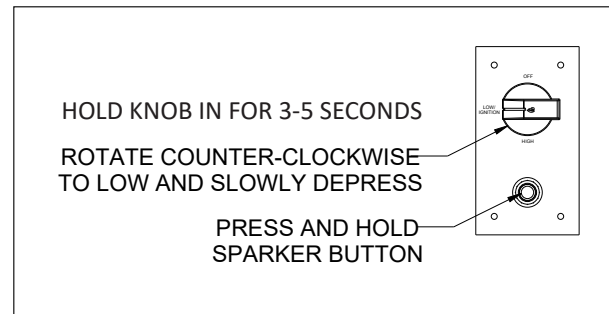 HOLD KNOB IN FOR 3-5 SECONDS
ROTATE COUNTER-CLOCKWISE
TO LOW AND SLOWLY DEPRESS
PRESS AND HOLD
SPARKER BUTTON
OFF
LOW/
IGNITION
HIGH